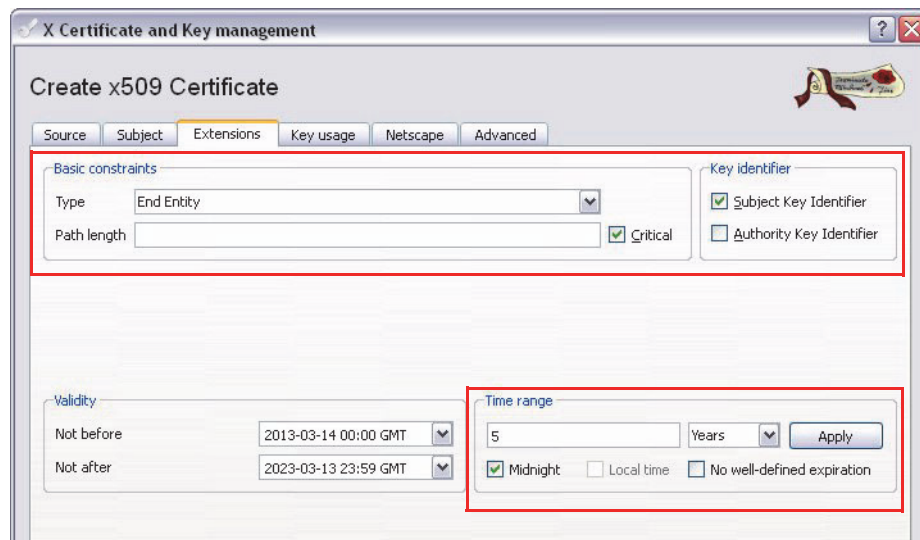 X Certificate and Key management
?
Create x509 Certificate
Source Subject Extensions Key usage Netscape Advanced
Basic constraints
Type End Entity
Path length Critical
Key identifier
Subject Key Identifier
Authority Key Identifier
Validity
Not before 2013-03-14 00:00 GMT
Not after 2023-03-13 23:59 GMT
Time range
5 Years Apply
Midnight Local time No well-defined expiration